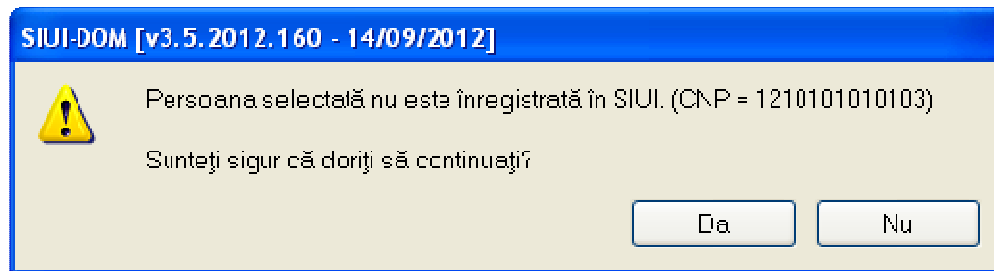 SIUI-DOM [v3.5.2012.160 - 14/09/2012]
Persoana selectată nu este înregistrată în SIUI. (CNP = 1210101010103)
Sunteţi sigur că doriţi să continuaţi?
Da
Nu